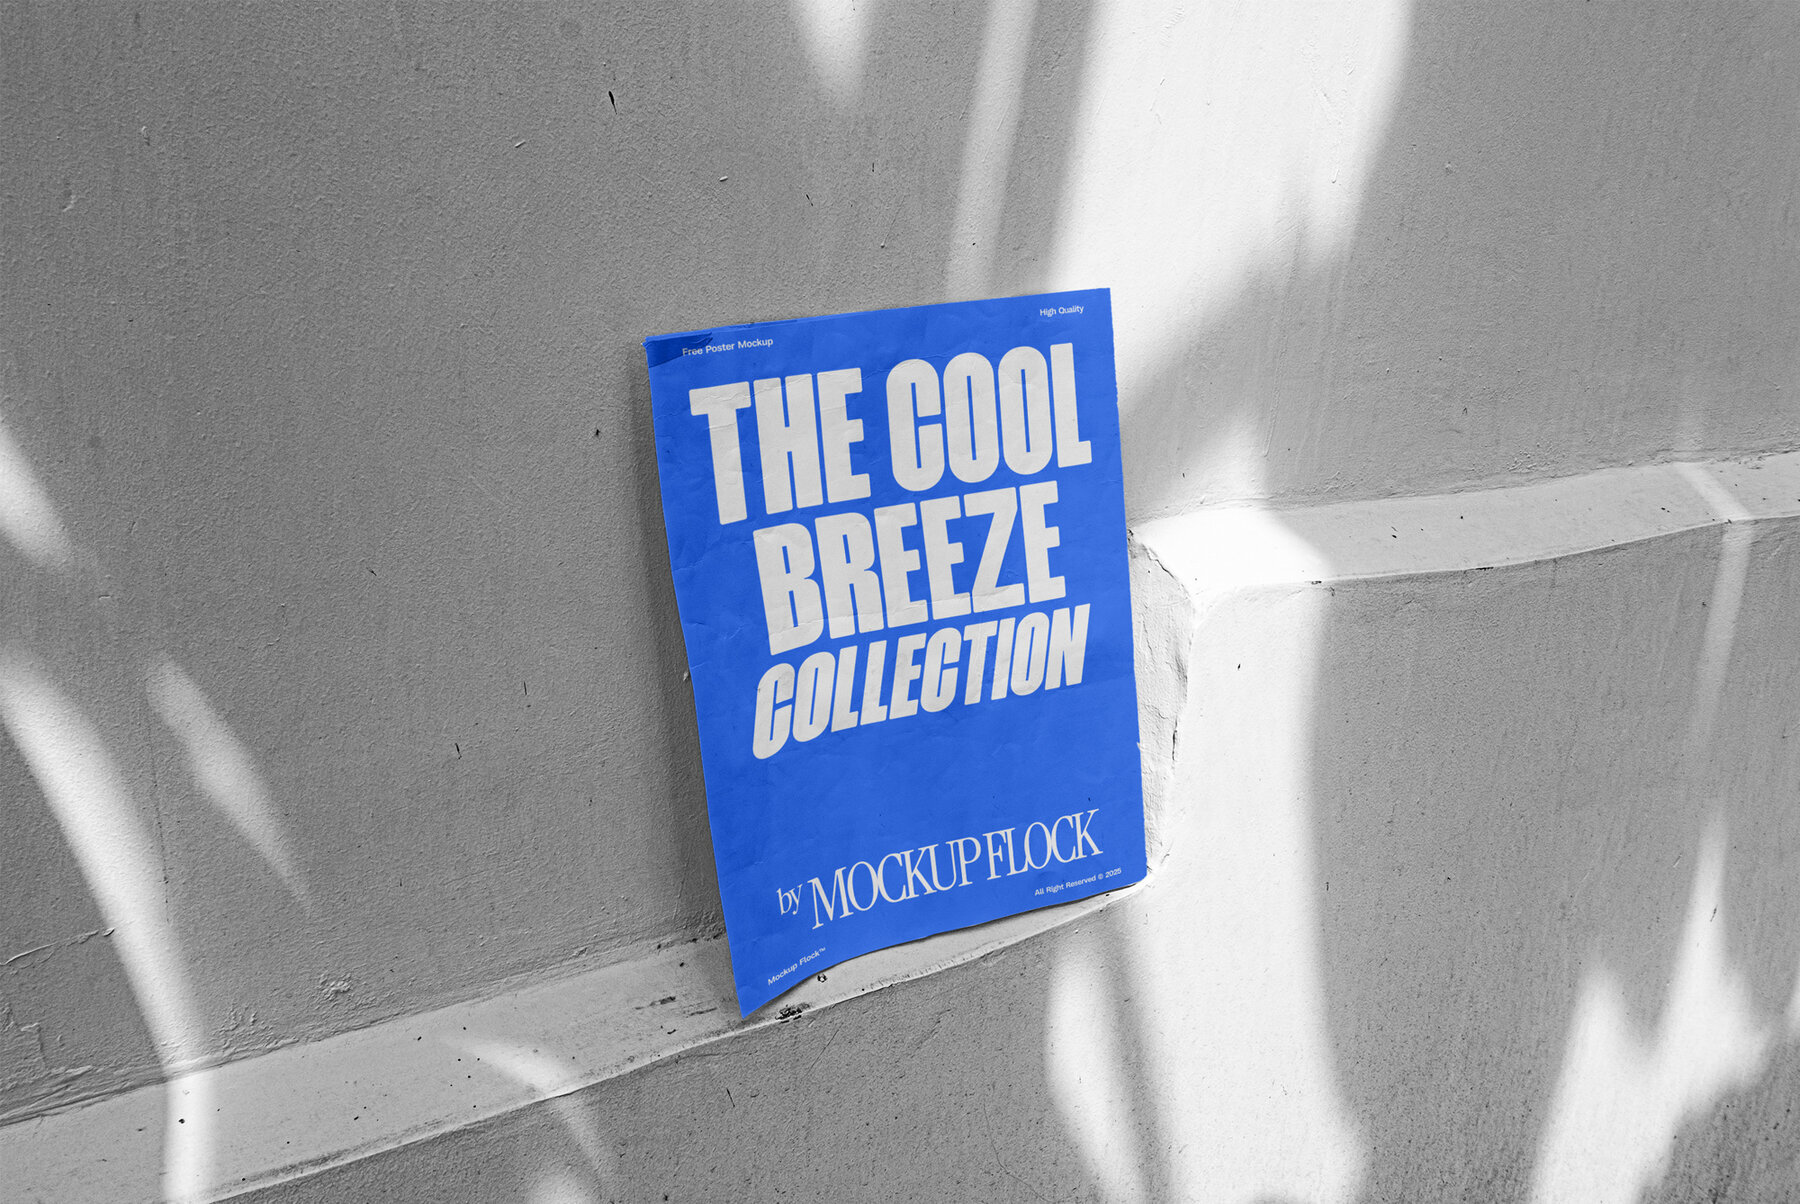 Free Poster Mockup
High Quality
THE COOL
BREEZE
COLLECTION
by MOCKUP FLOCK
All Right Reserved © 2025
Mockup Flock™